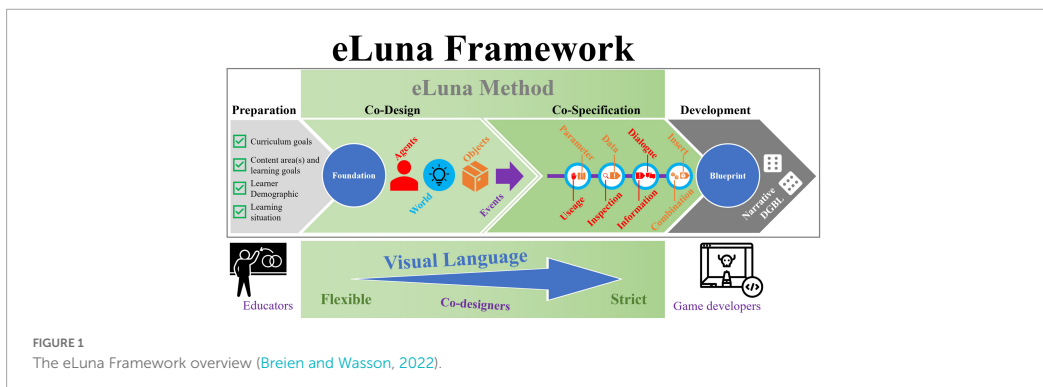 eLuna Framework
eLuna Method
Preparation
Co-Design
Co-Specification
Development
Curriculum goals
Content area(s) and
learning goals
Learner
Demographic
Learning
situation
Foundation
Agents
World
Objects
Events
Parameter
Data
Dialogue
Insert
Useage
Inspection
Information
Combination
Blueprint
Narrative
DGBL
Educators
Visual Language
Flexible
Co-designers
Strict
Game developers
FIGURE 1
The eLuna Framework overview (Breien and Wasson, 2022).